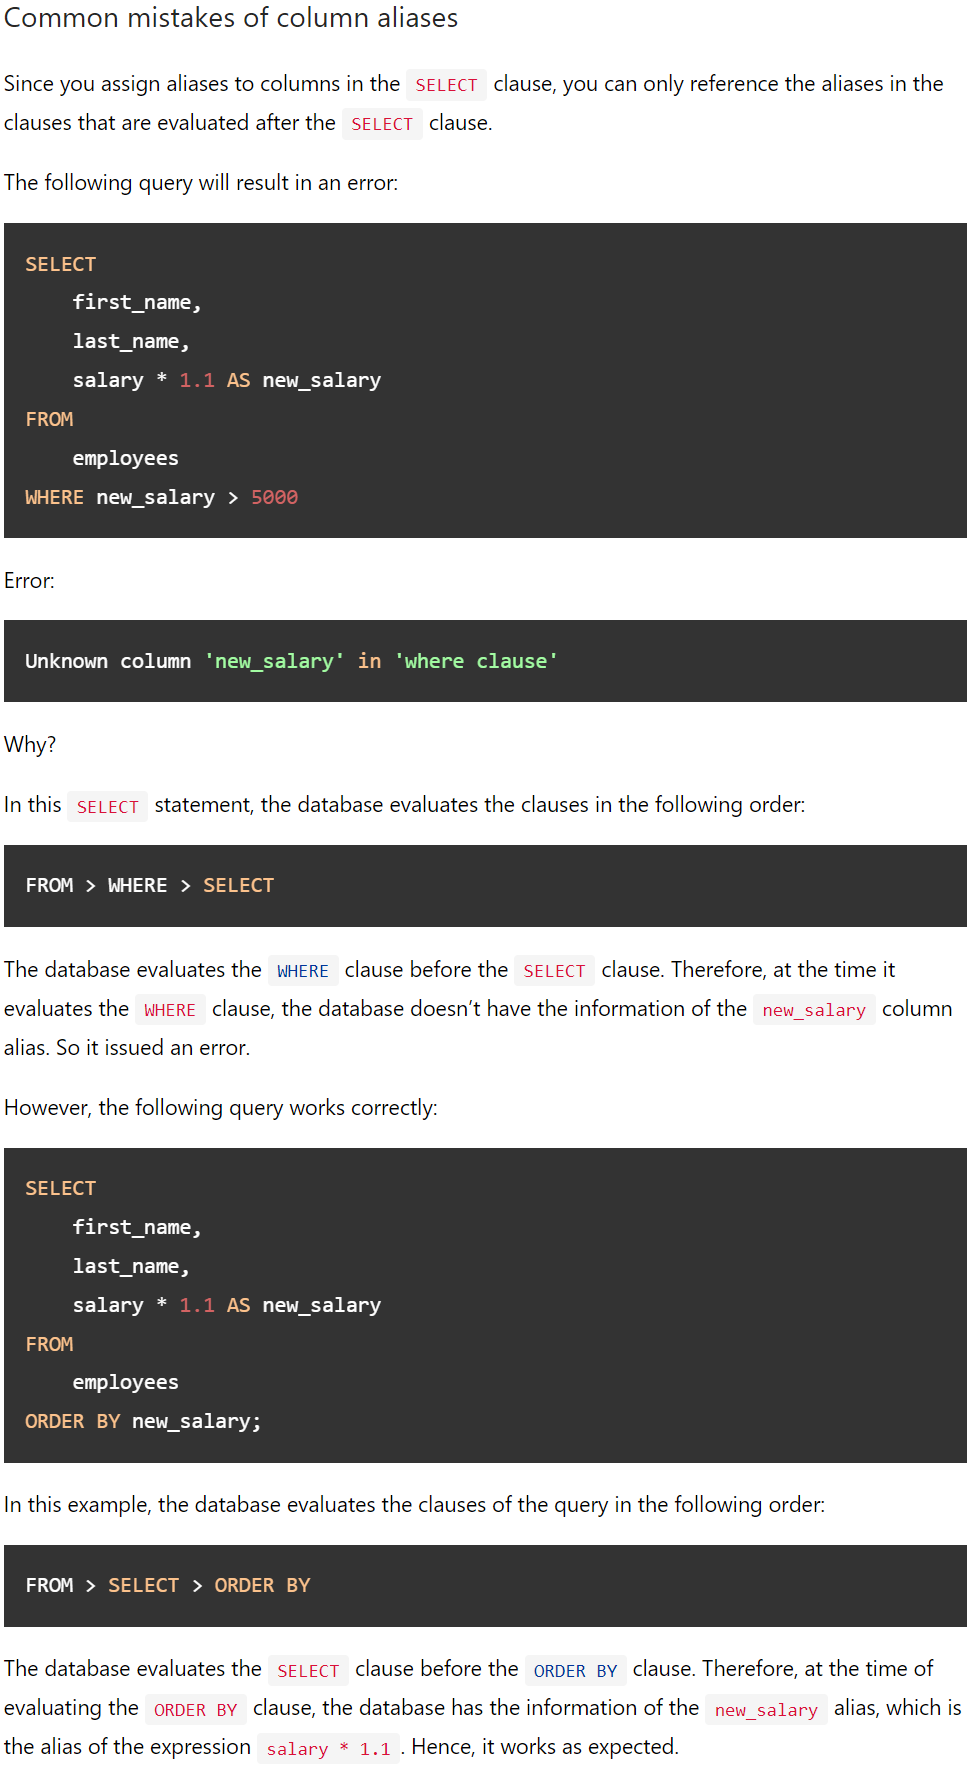 Common mistakes of column aliases
Since you assign aliases to columns in the SELECT clause, you can only reference the aliases in the
clauses that are evaluated after the SELECT clause.
The following query will result in an error:
SELECT
    first_name,
    last_name,
    salary * 1.1 AS new_salary
FROM
    employees
WHERE new_salary > 5000
Error:
Unknown column 'new_salary' in 'where clause'
Why?
In this SELECT statement, the database evaluates the clauses in the following order:
FROM > WHERE > SELECT
The database evaluates the WHERE clause before the SELECT clause. Therefore, at the time it
evaluates the WHERE clause, the database doesn’t have the information of the new_salary column
alias. So it issued an error.
However, the following query works correctly:
SELECT
    first_name,
    last_name,
    salary * 1.1 AS new_salary
FROM
    employees
ORDER BY new_salary;
In this example, the database evaluates the clauses of the query in the following order:
FROM > SELECT > ORDER BY
The database evaluates the SELECT clause before the ORDER BY clause. Therefore, at the time of
evaluating the ORDER BY clause, the database has the information of the new_salary alias, which is
the alias of the expression salary * 1.1 . Hence, it works as expected.